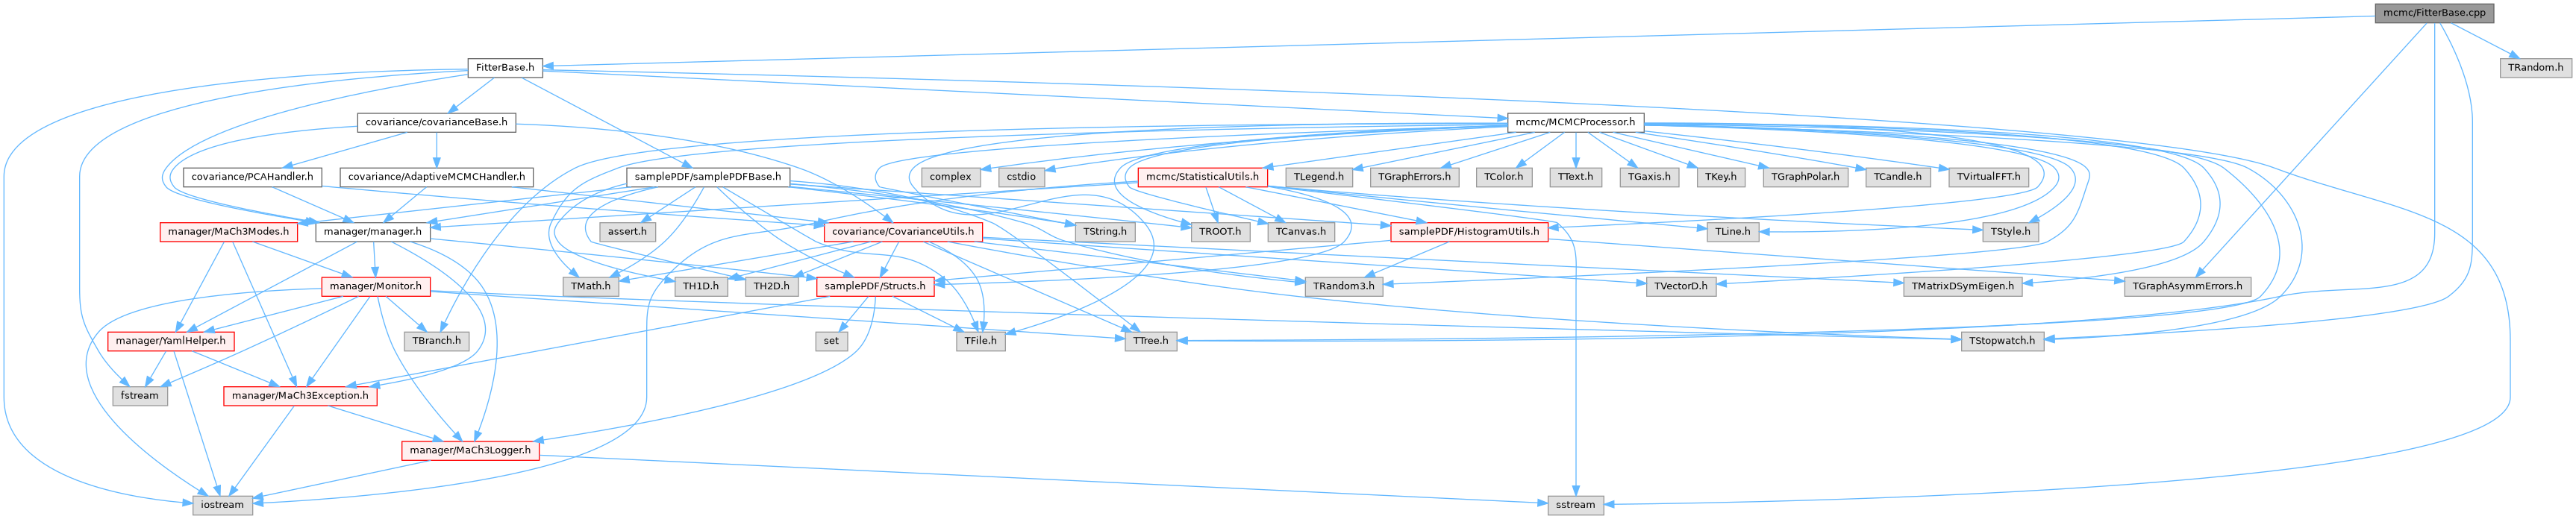 mcmc/FitterBase.cpp
FitterBase.h
TRandom.h
covariance/covarianceBase.h
mcmc/MCMCProcessor.h
covariance/PCAHandler.h
covariance/AdaptiveMCMCHandler.h
samplePDF/samplePDFBase.h
complex
cstdio
mcmc/StatisticalUtils.h
TLegend.h
TGraphErrors.h
TColor.h
TText.h
TGaxis.h
TKey.h
TGraphPolar.h
TCandle.h
TVirtualFFT.h
manager/MaCh3Modes.h
manager/manager.h
assert.h
covariance/CovarianceUtils.h
TString.h
TROOT.h
TCanvas.h
samplePDF/HistogramUtils.h
TLine.h
TStyle.h
manager/Monitor.h
TMath.h
TH1D.h
TH2D.h
samplePDF/Structs.h
TRandom3.h
TVectorD.h
TMatrixDSymEigen.h
TGraphAsymmErrors.h
manager/YamlHelper.h
TBranch.h
set
TFile.h
TTree.h
TStopwatch.h
fstream
manager/MaCh3Exception.h
manager/MaCh3Logger.h
iostream
sstream